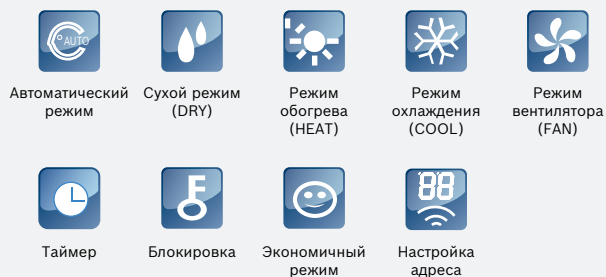 AUTO
Автоматический режим
Сухой режим (DRY)
Режим обогрева (HEAT)
Режим охлаждения (COOL)
Режим вентилятора (FAN)
88
Таймер
Блокировка
Экономичный режим
Настройка адреса